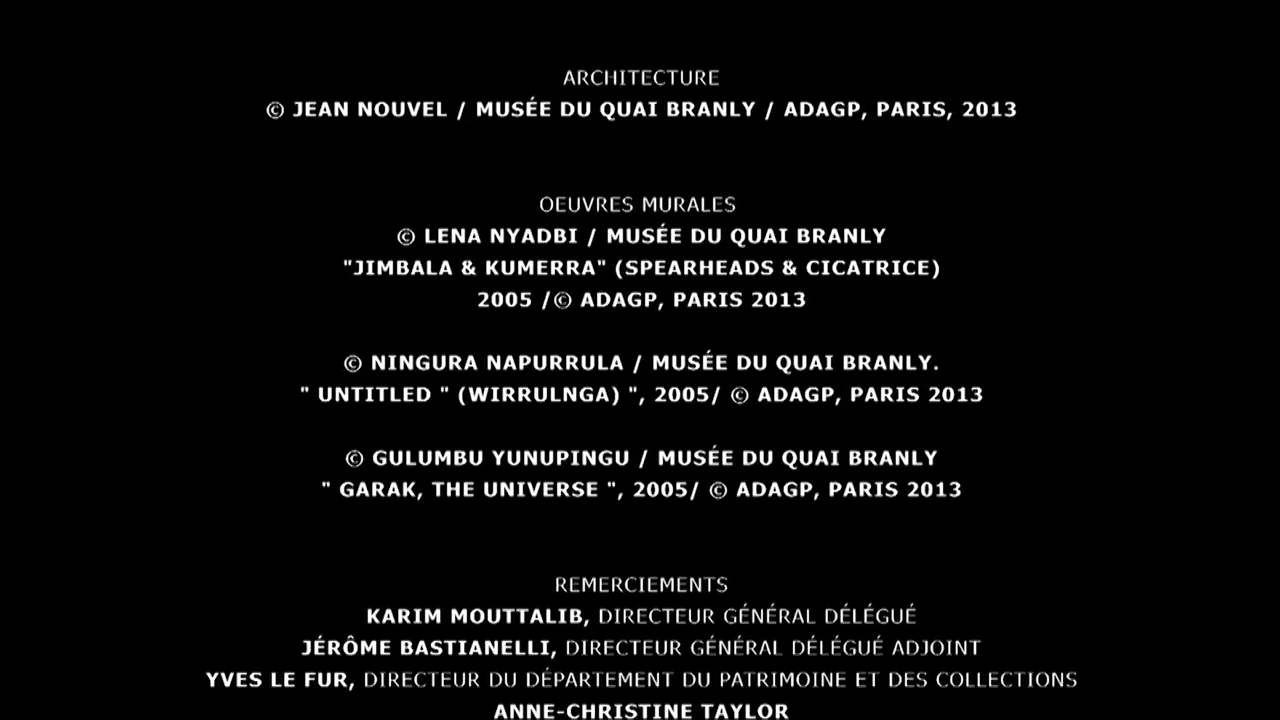 ARCHITECTURE
© JEAN NOUVEL / MUSÉE DU QUAI BRANLY / ADAGP, PARIS, 2013
OEUVRES MURALES
© LENA NYADBI / MUSÉE DU QUAI BRANLY
"JIMBALA & KUMERRA" (SPEARHEADS & CICATRICE)
2005 /© ADAGP, PARIS 2013
© NINGURA NAPURRULA / MUSÉE DU QUAI BRANLY.
" UNTITLED " (WIRRULNGA) ", 2005/ © ADAGP, PARIS 2013
© GULUMBU YUNUPINGU / MUSÉE DU QUAI BRANLY
" GARAK, THE UNIVERSE ", 2005/ © ADAGP, PARIS 2013
REMERCIEMENTS
KARIM MOUTTALIB, DIRECTEUR GÉNÉRAL DÉLÉGUÉ
JÉRÔME BASTIANELLI, DIRECTEUR GÉNÉRAL DÉLÉGUÉ ADJOINT
YVES LE FUR, DIRECTEUR DU DÉPARTEMENT DU PATRIMOINE ET DES COLLECTIONS
ANNE-CHRISTINE TAYLOR